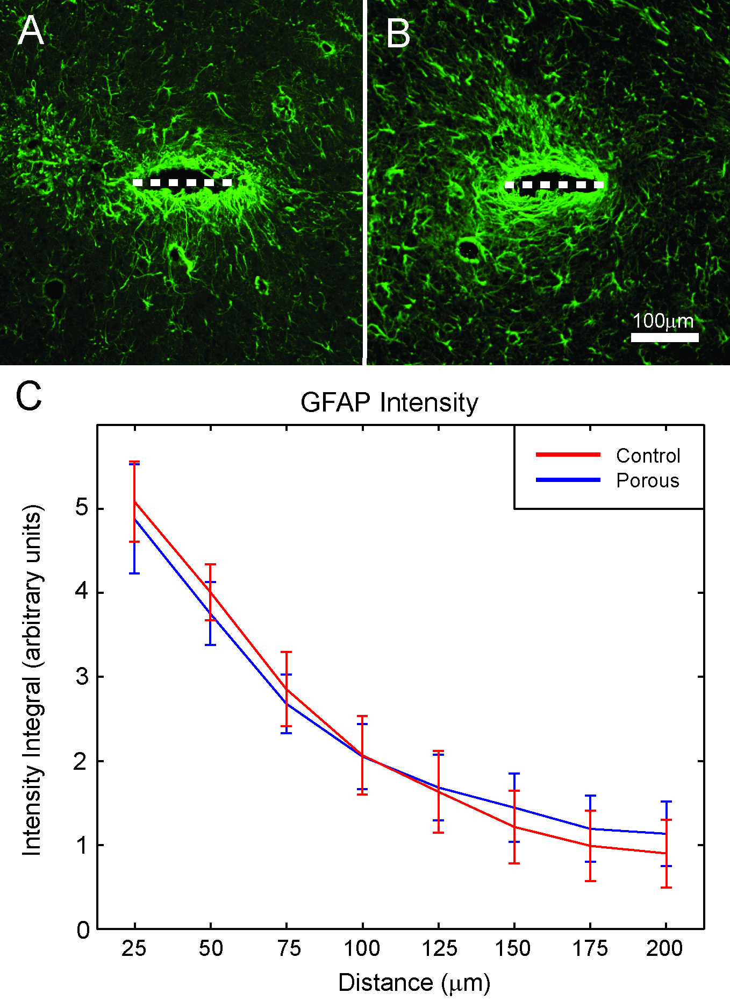 A
B
100μm
C
GFAP Intensity
Control
Porous
Intensity Integral (arbitrary units)
5
4
3
2
1
0
25 50 75 100 125 150 175 200
Distance (μm)